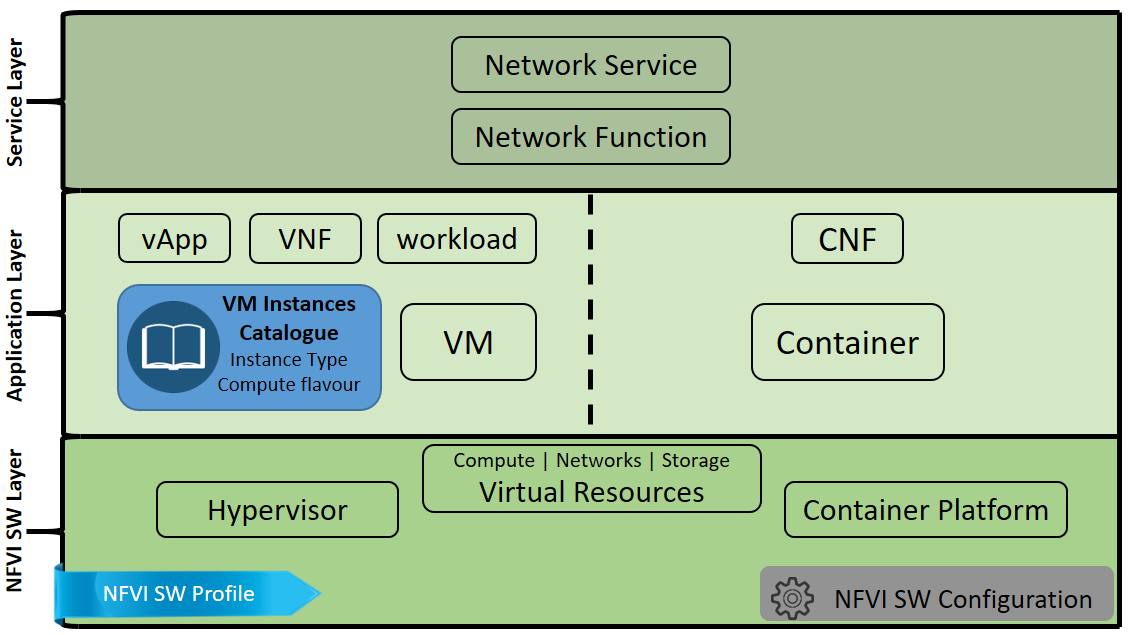 Service Layer
Network Service
Network Function
Application Layer
vApp
VNF
workload
CNF
VM Instances
Catalogue
Instance Type
Compute flavour
VM
Container
NFVI SW Layer
Compute | Networks | Storage
Virtual Resources
Hypervisor
Container Platform
NFVI SW Profile
NFVI SW Configuration